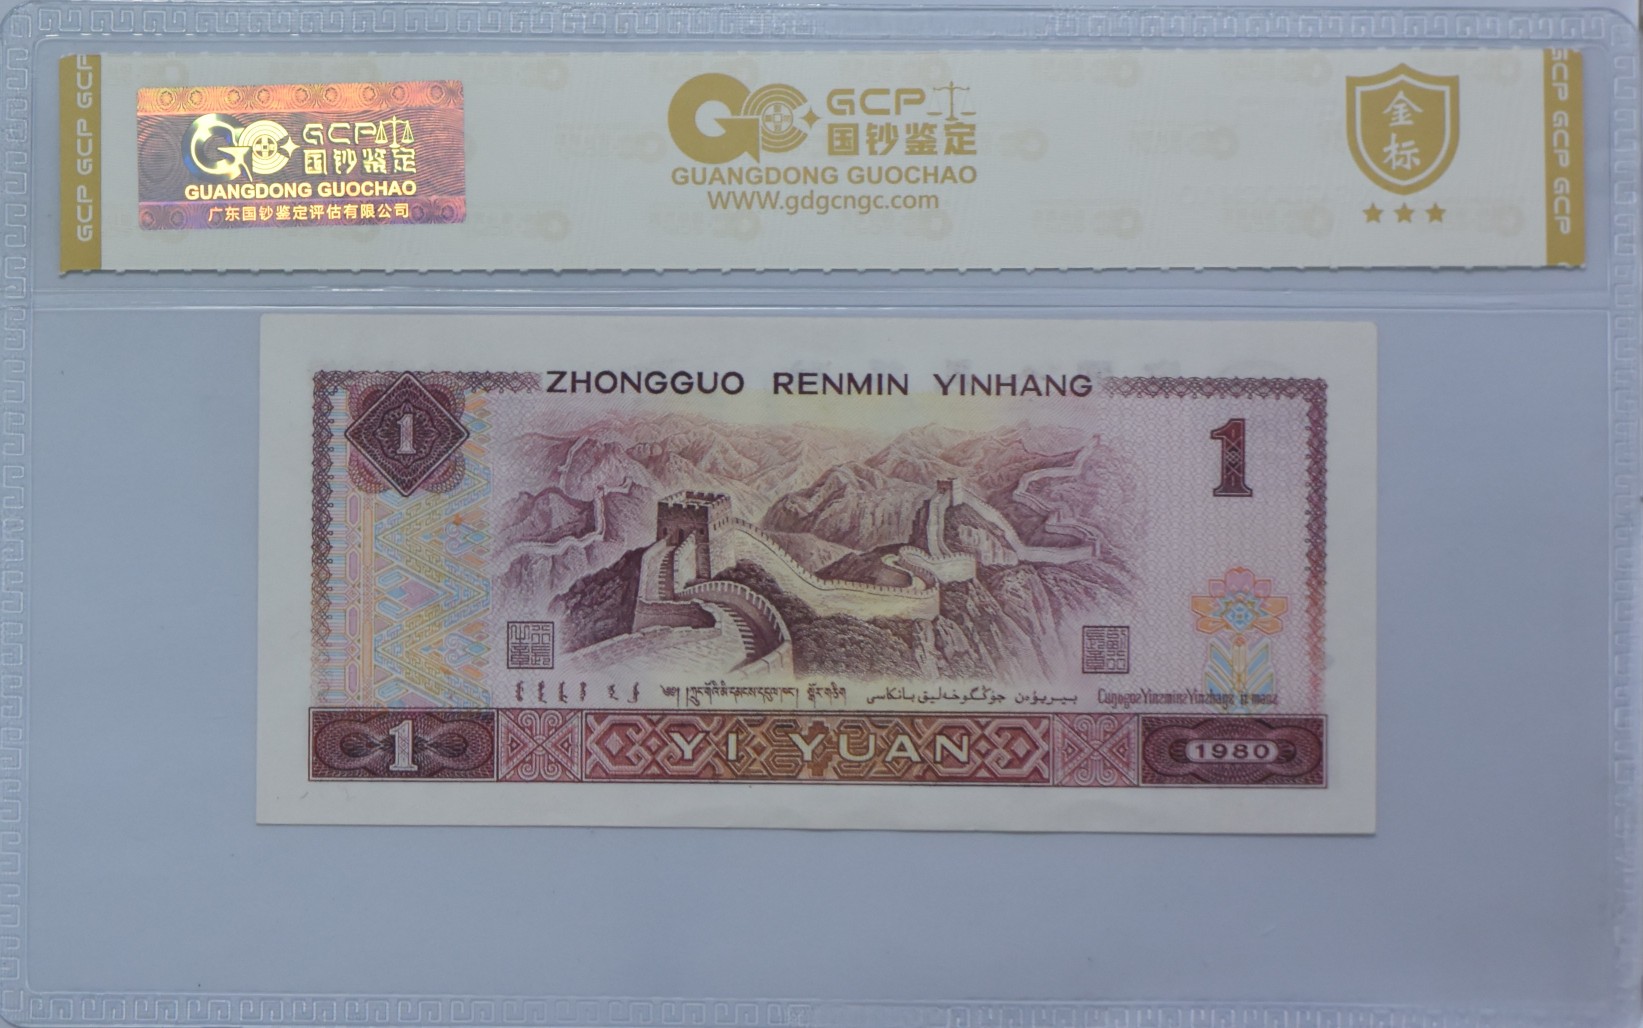 GCP GCP GCP
GCP
国钞鉴定
GUANGDONG GUOCHAO
广东国钞鉴定评估有限公司
GCP
国钞鉴定
GUANGDONG GUOCHAO
WWW.gdgcngc.com
金标
GCP GCP GCP
ZHONGGUO RENMIN YINHANG
1
1
1
YI YUAN
1980